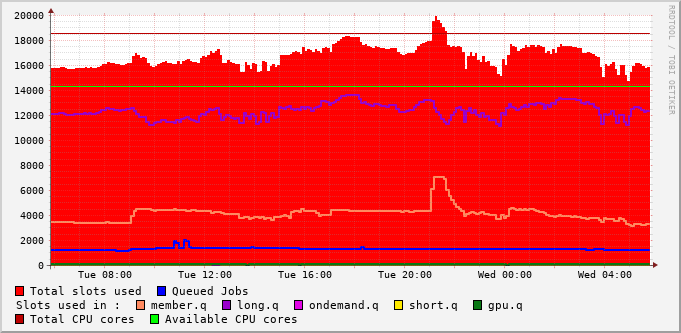 20000
18000
16000
14000
12000
10000
8000
6000
4000
2000
0
Tue 08:00 Tue 12:00 Tue 16:00 Tue 20:00 Wed 00:00 Wed 04:00
Total slots used Queued Jobs
Slots used in : member.q long.q ondemand.q short.q gpu.q
Total CPU cores Available CPU cores
RRDTOOL / TOBI OETIKER